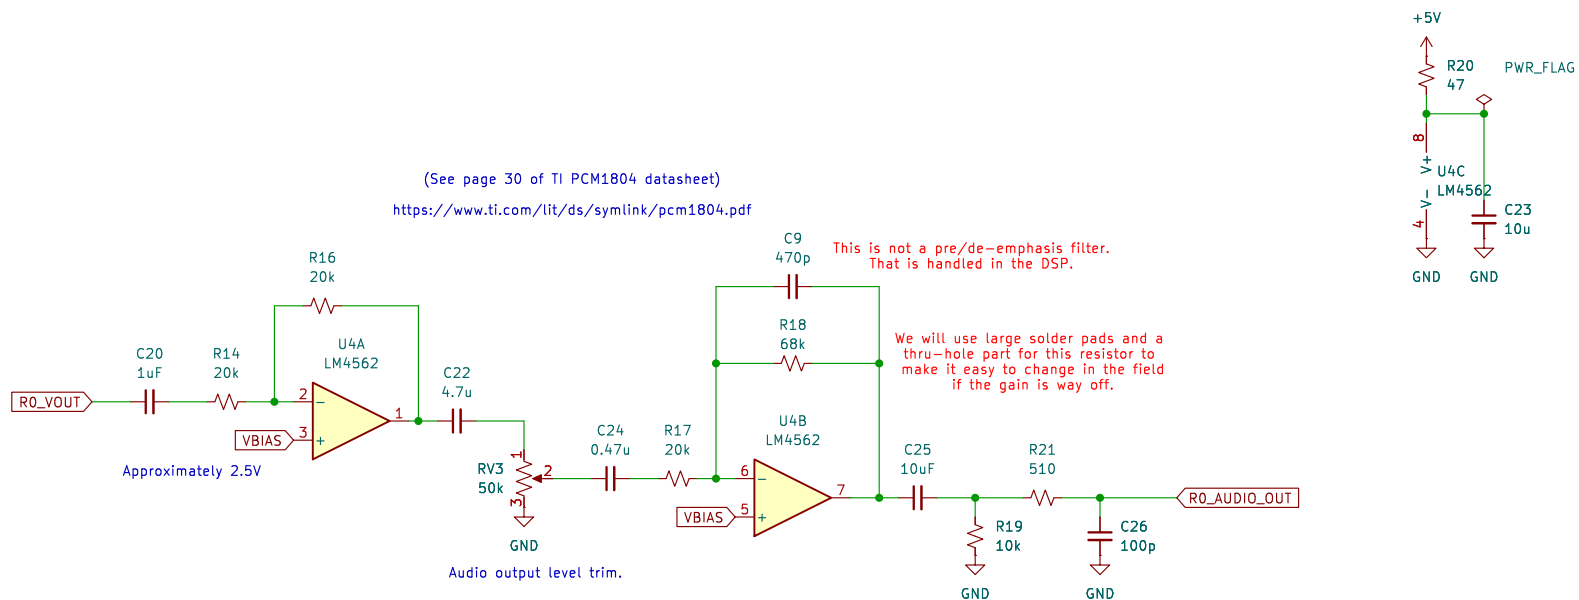 +5V
R20
47
PWR_FLAG
8
V+
U4C
V-
LM4562
4
C23
10u
GND
GND
(See page 30 of TI PCM1804 datasheet)
https://www.ti.com/lit/ds/symlink/pcm1804.pdf
C9
470p
This is not a pre/de-emphasis filter.
That is handled in the DSP.
R16
20k
R18
68k
We will use large solder pads and a
thru-hole part for this resistor to
make it easy to change in the field
if the gain is way off.
C20
1uF
R14
20k
U4A
LM4562
C22
4.7u
R0_VOUT
2
-
1
VBIAS
3
+
Approximately 2.5V
RV3
50k
1
2
3
GND
Audio output level trim.
C24
0.47u
R17
20k
U4B
LM4562
6
-
7
VBIAS
5
+
C25
10uF
R21
510
R0_AUDIO_OUT
R19
10k
C26
100p
GND
GND